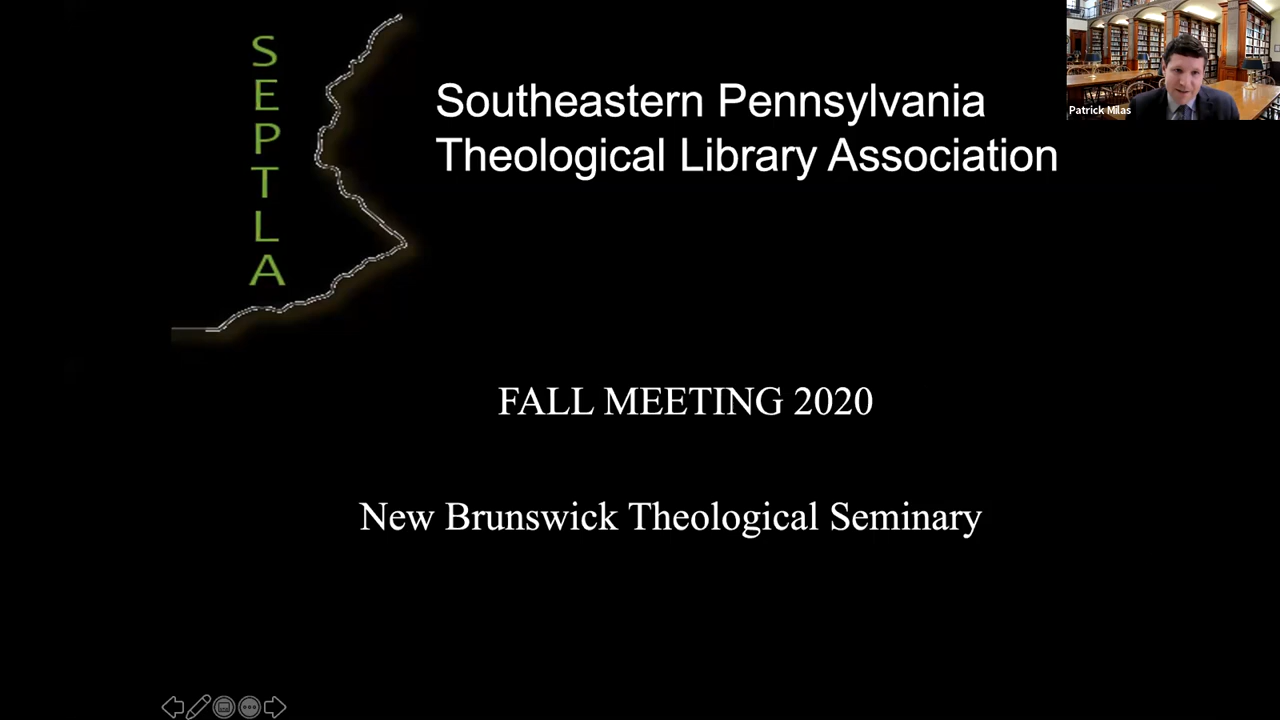 S
E
P
T
L
A
Southeastern Pennsylvania
Theological Library Association
Patrick Milas
FALL MEETING 2020
New Brunswick Theological Seminary